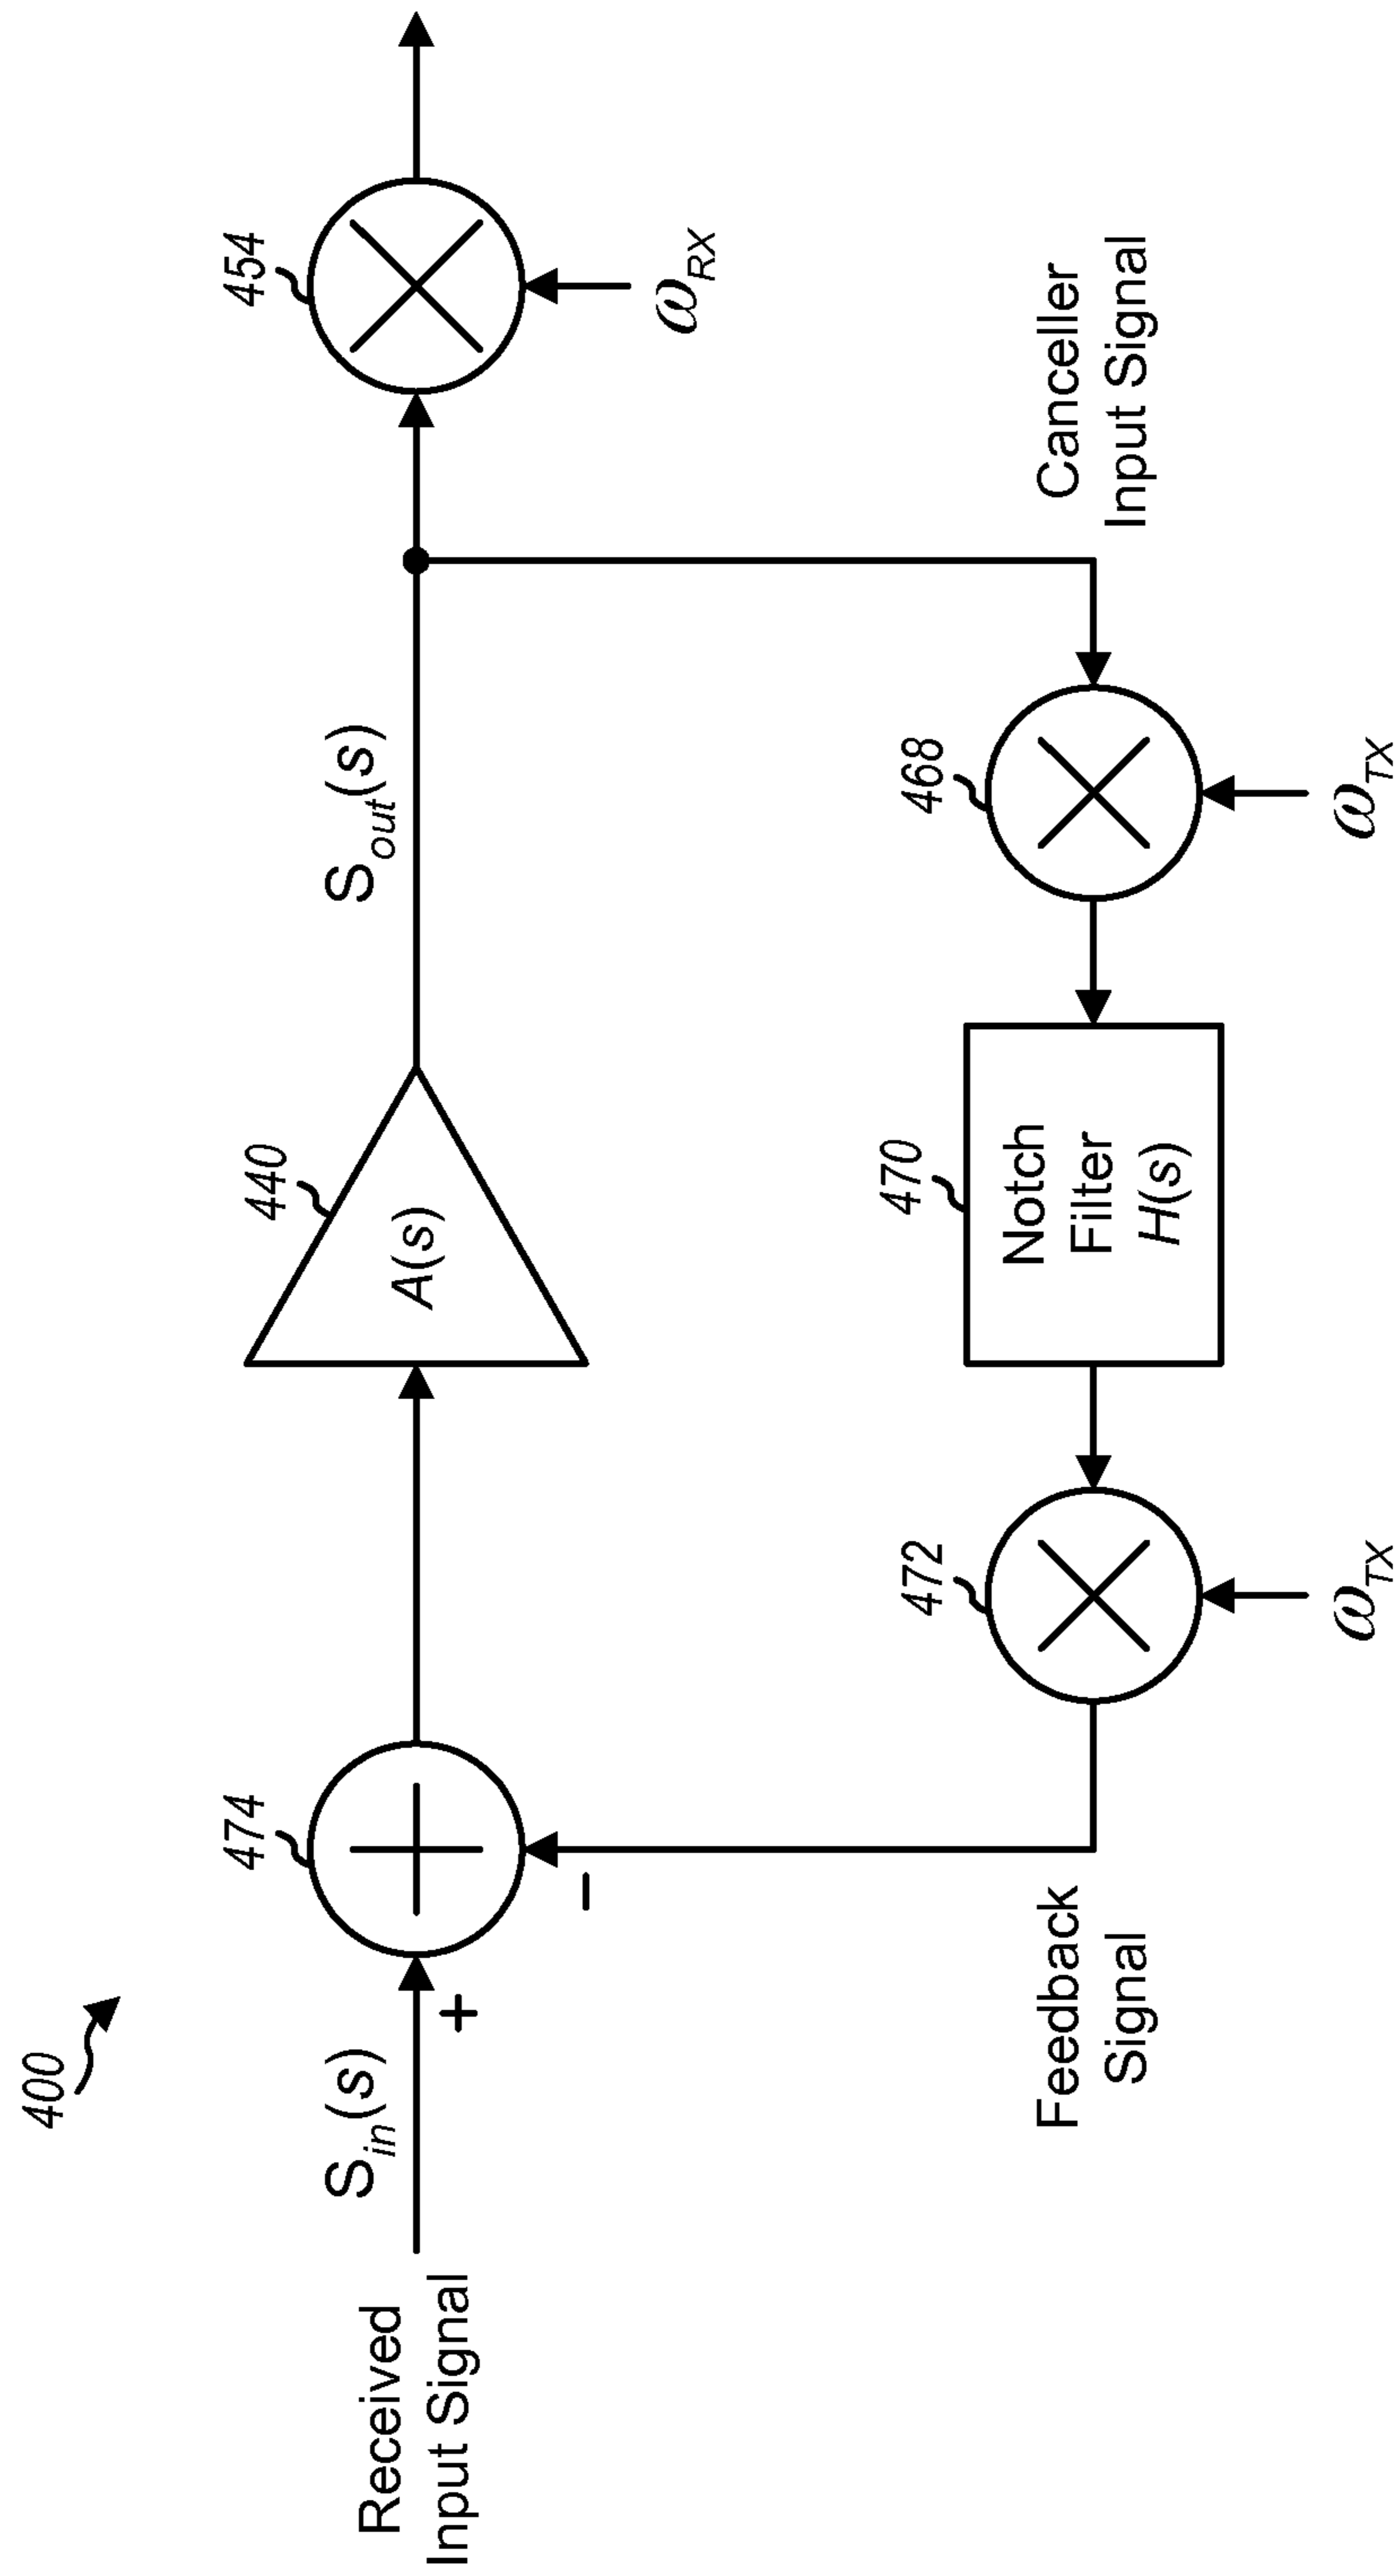 400
Received
Input Signal
S_in(s)
+
474
−
440
A(s)
S_out(s)
454
ω_RX
Feedback
Signal
472
ω_TX
470
Notch
Filter
H(s)
468
ω_TX
Canceller
Input Signal